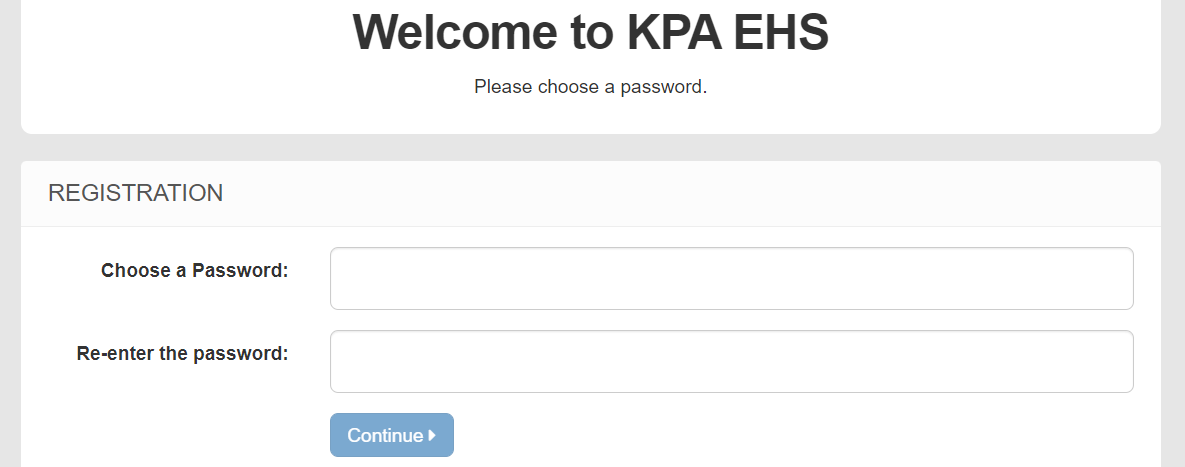 Welcome to KPA EHS
Please choose a password.
REGISTRATION
Choose a Password:
Re-enter the password:
Continue